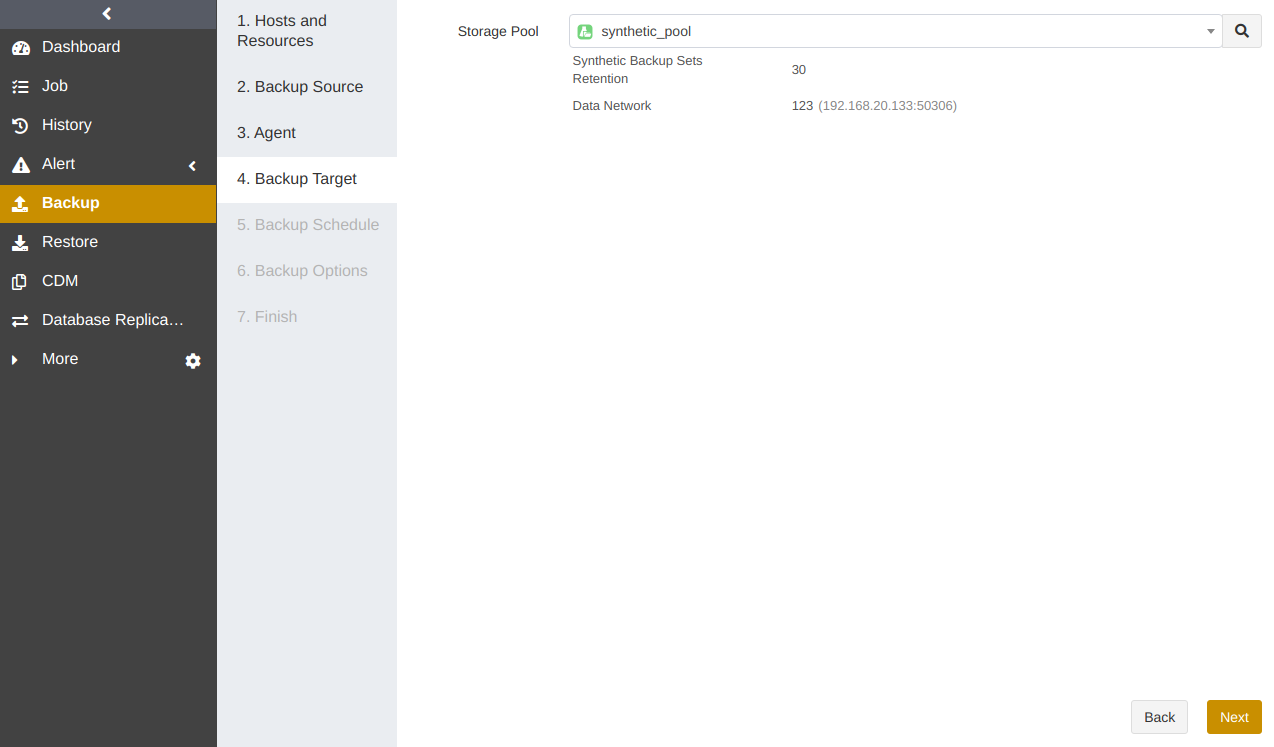 Dashboard
Job
History
Alert
Backup
Restore
CDM
Database Replica…
More
1. Hosts and
Resources
2. Backup Source
3. Agent
4. Backup Target
5. Backup Schedule
6. Backup Options
7. Finish
Storage Pool
synthetic_pool
Synthetic Backup Sets
Retention
30
Data Network
123 (192.168.20.133:50306)
Back
Next